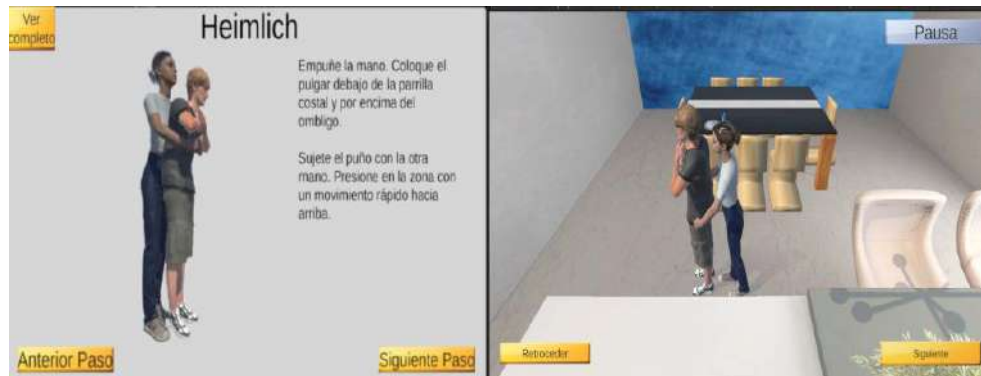 Ver
completo
Heimlich
Empuñe la mano. Coloque el
pulgar debajo de la parrilla
costal y por encima del
ombligo.
Sujete el puño con la otra
mano. Presione en la zona con
un movimiento rápido hacia
arriba.
Anterior Paso
Siguiente Paso
Pausa
Retroceder
Siguiente